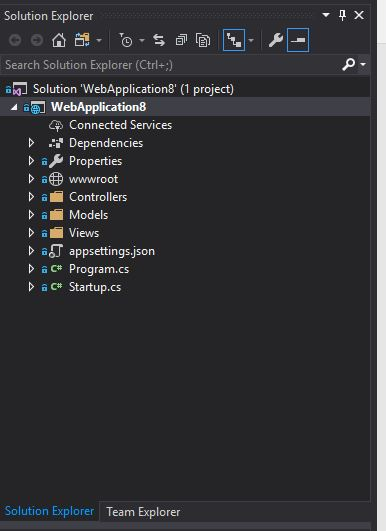 Solution Explorer
Search Solution Explorer (Ctrl+;)
Solution 'WebApplication8' (1 project)
WebApplication8
Connected Services
Dependencies
Properties
wwwroot
Controllers
Models
Views
appsettings.json
C# Program.cs
C# Startup.cs
Solution Explorer Team Explorer